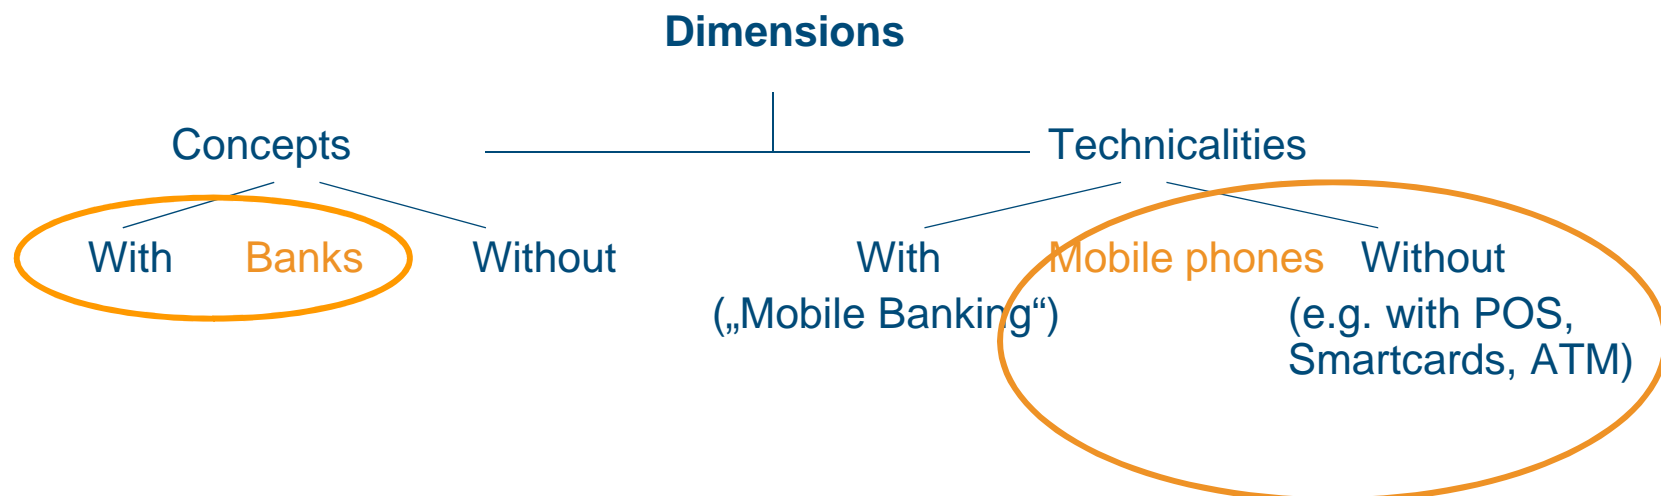 Dimensions
Concepts Technicalities
With Banks Without With Mobile phones Without
(„Mobile Banking“) (e.g. with POS,
Smartcards, ATM)